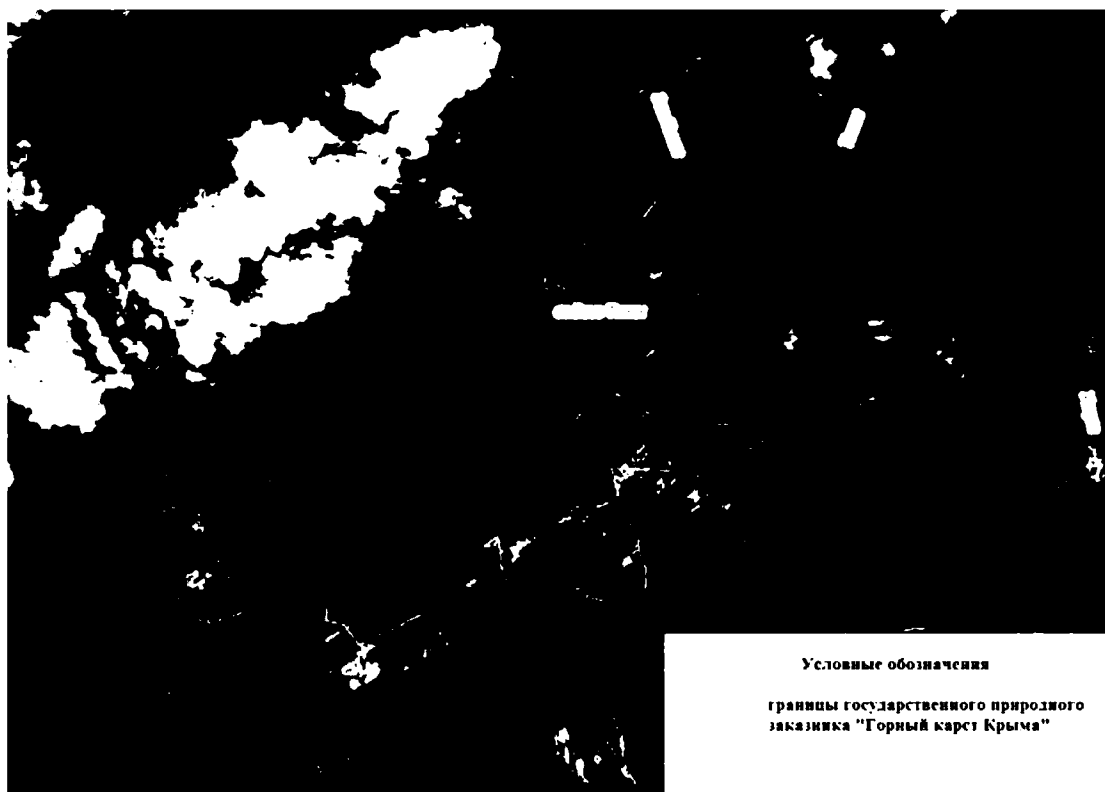 Условные обозначения
границы государственного природного
заказника "Горный карст Крыма"